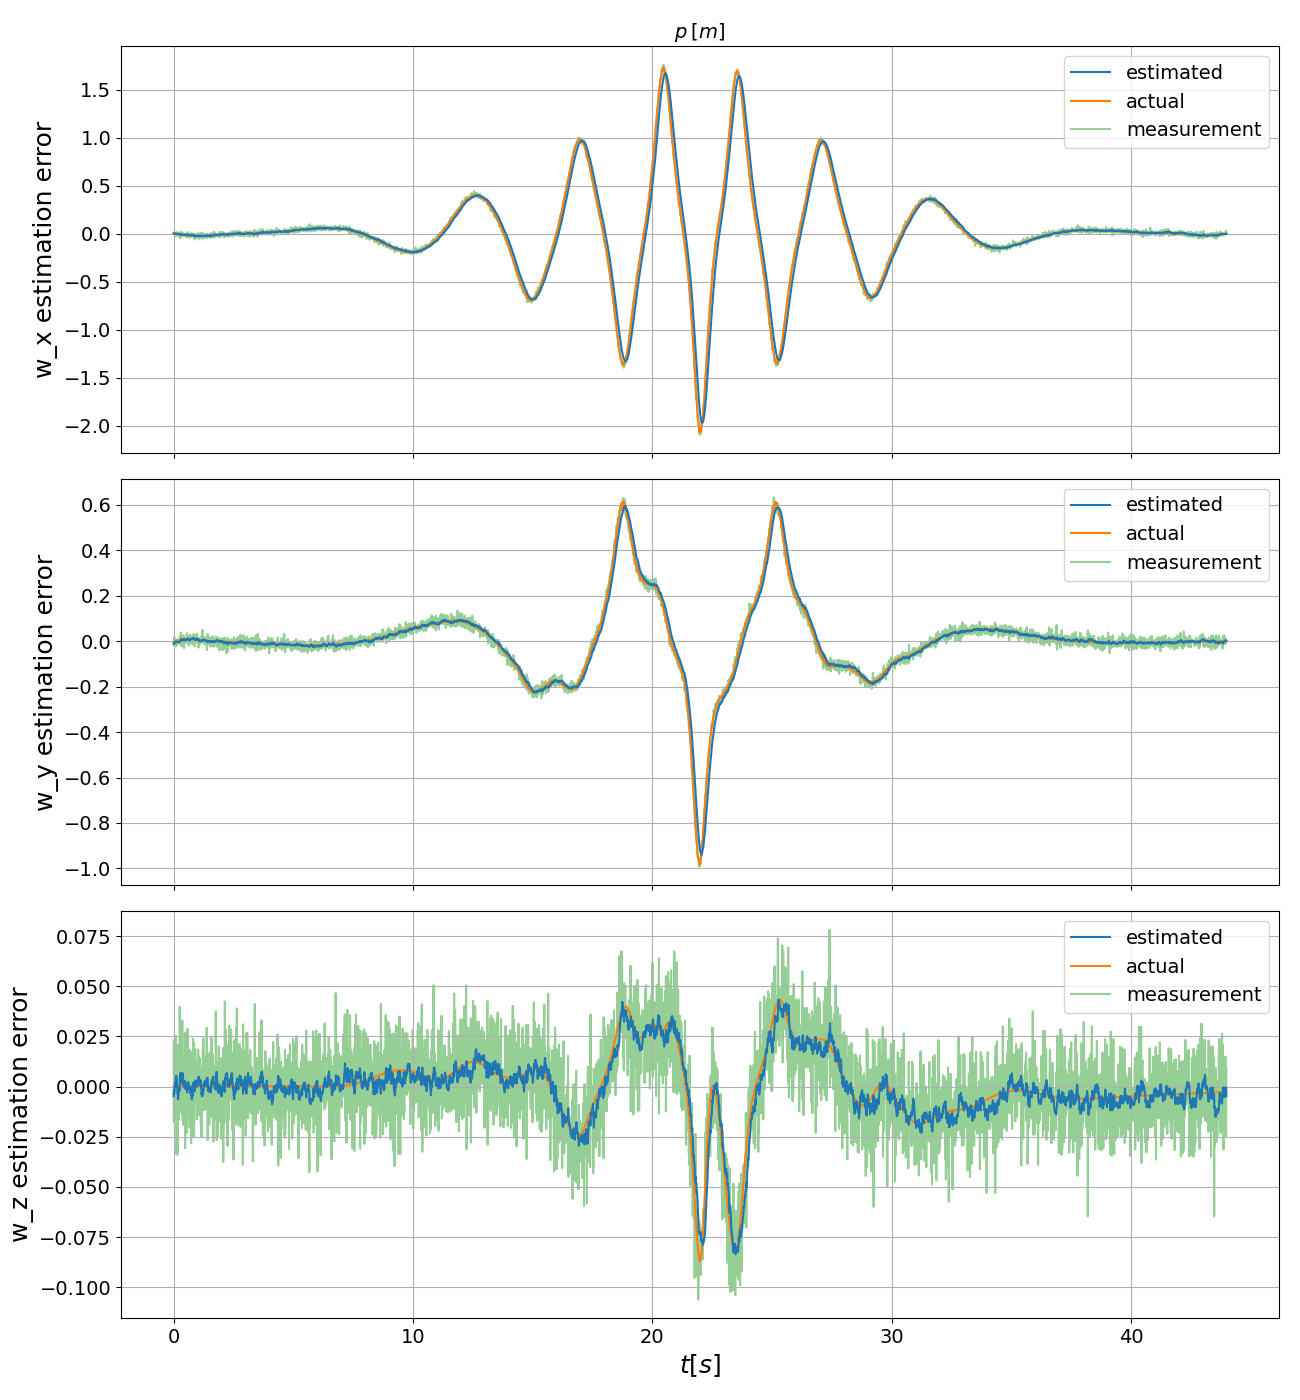 p [m]
w_x estimation error
1.5
1.0
0.5
0.0
−0.5
−1.0
−1.5
−2.0
estimated
actual
measurement
w_y estimation error
0.6
0.4
0.2
0.0
−0.2
−0.4
−0.6
−0.8
−1.0
estimated
actual
measurement
w_z estimation error
0.075
0.050
0.025
0.000
−0.025
−0.050
−0.075
−0.100
estimated
actual
measurement
0 10 20 30 40
t[s]